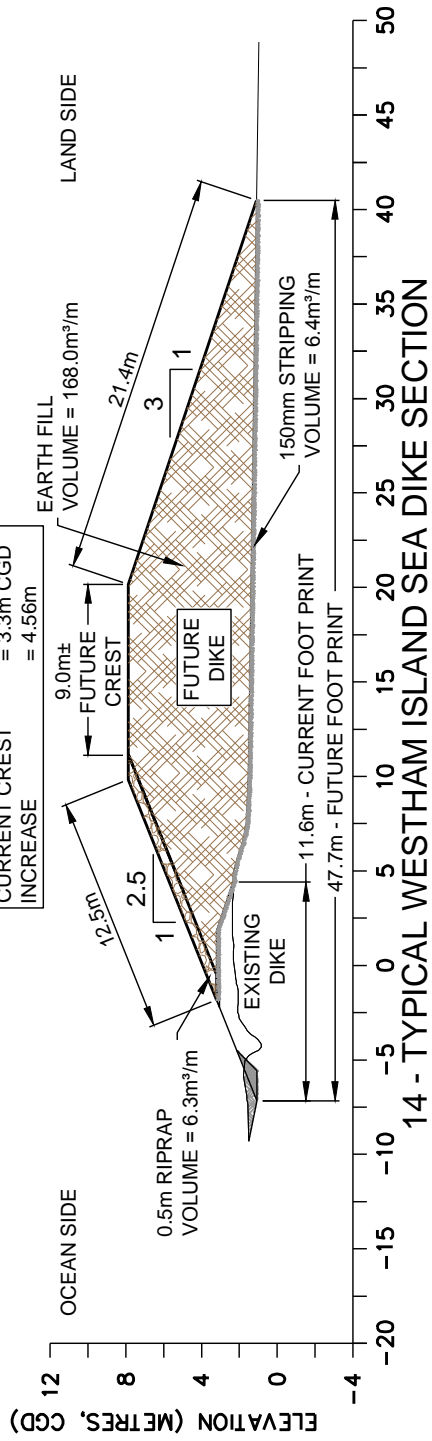 CURRENT CREST = 3.3m CGD
INCREASE = 4.56m
OCEAN SIDE
LAND SIDE
12
8
4
0
-4
ELEVATION (METRES, CGD)
9.0m±
FUTURE
CREST
12.5m
21.4m
2.5
1
3
1
EARTH FILL
VOLUME = 168.0m³/m
0.5m RIPRAP
VOLUME = 6.3m³/m
FUTURE
DIKE
EXISTING
DIKE
150mm STRIPPING
VOLUME = 6.4m³/m
11.6m - CURRENT FOOT PRINT
47.7m - FUTURE FOOT PRINT
-20 -15 -10 -5 0 5 10 15 20 25 30 35 40 45 50
14 - TYPICAL WESTHAM ISLAND SEA DIKE SECTION